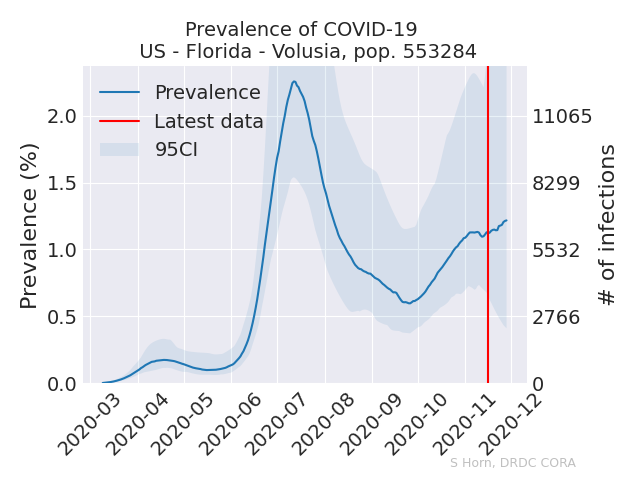 Prevalence of COVID-19
US - Florida - Volusia, pop. 553284
Prevalence
Latest data
95CI
Prevalence (%)
2.0
1.5
1.0
0.5
0.0
11065
8299
5532
2766
0
# of infections
2020-03
2020-04
2020-05
2020-06
2020-07
2020-08
2020-09
2020-10
2020-11
2020-12
S Horn, DRDC CORA